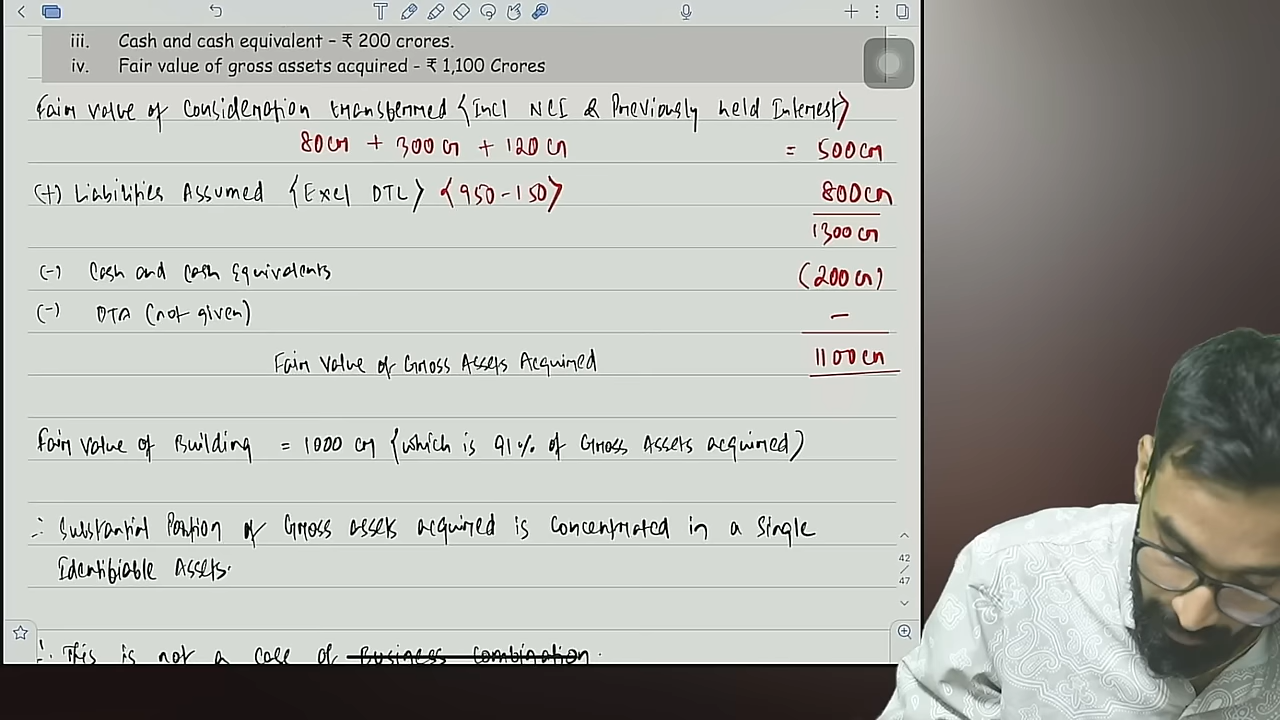 iii. Cash and cash equivalent – ₹ 200 crores.
iv. Fair value of gross assets acquired - ₹ 1,100 Crores
Fair value of consideration transferred {Incl NCI & Previously held Interest}
80cr + 300cr + 120cr = 500cr
(+) Liabilities Assumed {Excl DTL} {950-150} 800cr
1300cr
(-) Cash and cash Equivalents (200cr)
(-) DTA (not given) —
Fair Value of Gross Assets Acquired 1100cr
Fair value of Building = 1000 cr {which is 91% of Gross Assets acquired}
∴ Substantial Portion of Gross assets acquired is concentrated in a single
Identifiable Assets.
42
/
47
∴ This is not a case of Business Combination.